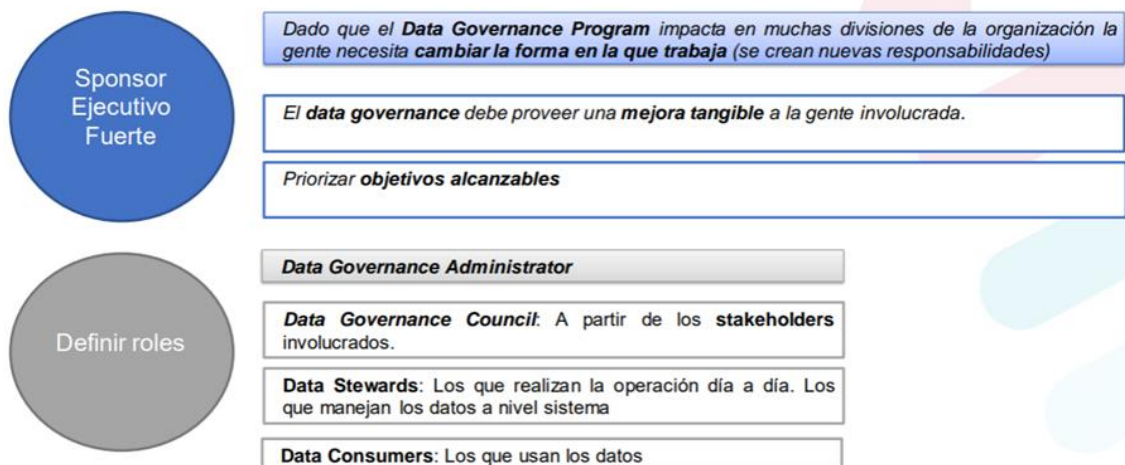 Sponsor
Ejecutivo
Fuerte
Dado que el Data Governance Program impacta en muchas divisiones de la organización la
gente necesita cambiar la forma en la que trabaja (se crean nuevas responsabilidades)
El data governance debe proveer una mejora tangible a la gente involucrada.
Priorizar objetivos alcanzables
Definir roles
Data Governance Administrator
Data Governance Council: A partir de los stakeholders
involucrados.
Data Stewards: Los que realizan la operación día a día. Los
que manejan los datos a nivel sistema
Data Consumers: Los que usan los datos